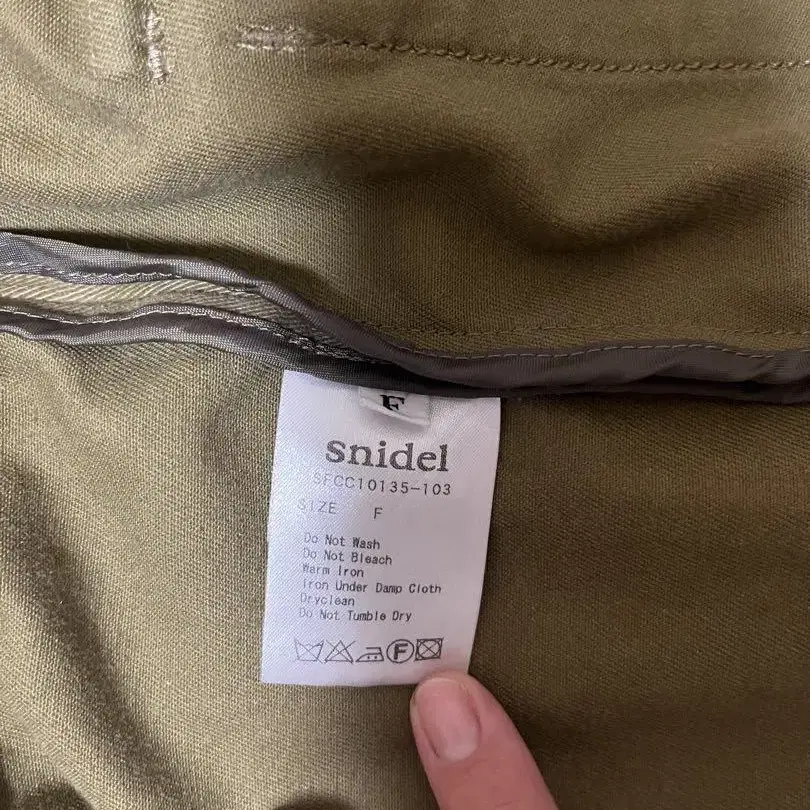 F
snidel
SFCC10135-103
SIZE F
Do Not Wash
Do Not Bleach
Warm Iron
Iron Under Damp Cloth
Dryclean
Do Not Tumble Dry
F